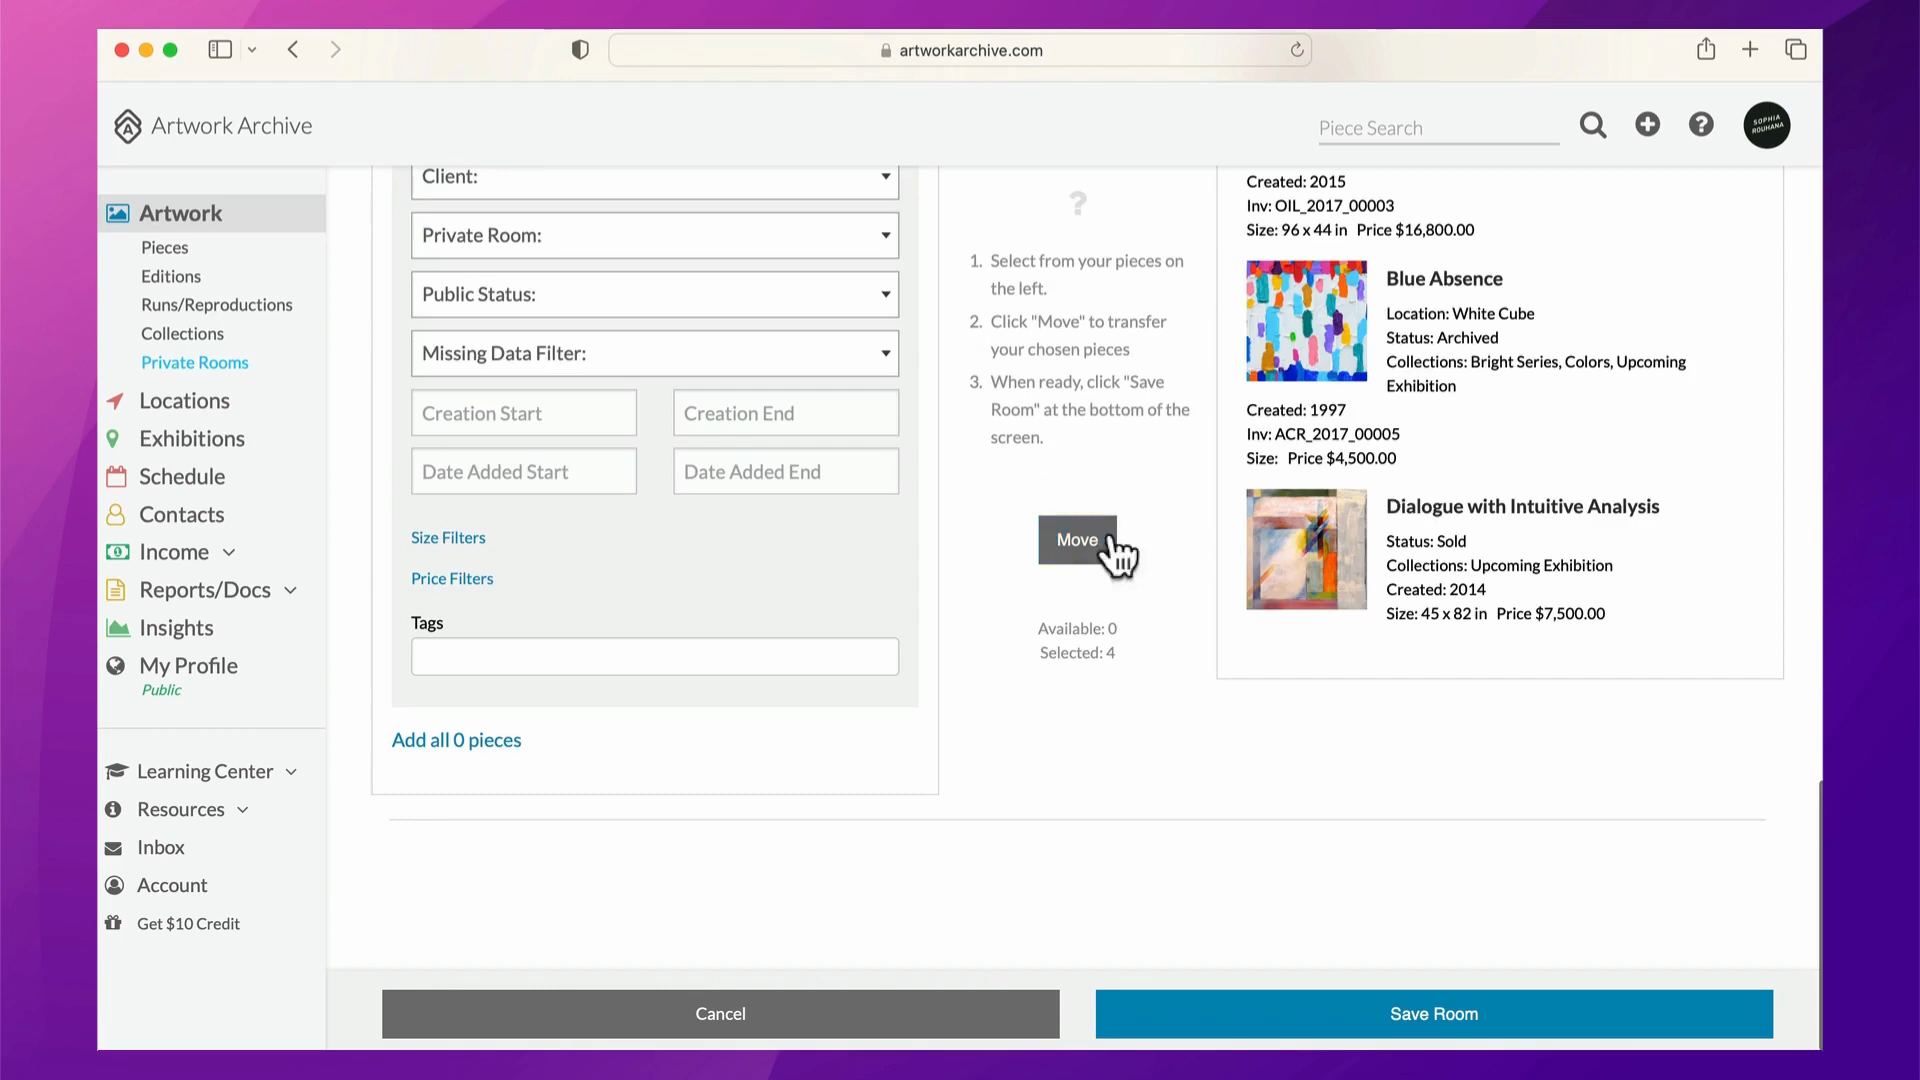 artworkarchive.com
Artwork Archive
Piece Search
SOPHIA
ROUHANA
Artwork
Pieces
Editions
Runs/Reproductions
Collections
Private Rooms
Locations
Exhibitions
Schedule
Contacts
Income
Reports/Docs
Insights
My Profile
Public
Learning Center
Resources
Inbox
Account
Get $10 Credit
Client:
Private Room:
Public Status:
Missing Data Filter:
Creation Start
Creation End
Date Added Start
Date Added End
Size Filters
Price Filters
Tags
Add all 0 pieces
?
1. Select from your pieces on
the left.
2. Click "Move" to transfer
your chosen pieces
3. When ready, click "Save
Room" at the bottom of the
screen.
Move
Available: 0
Selected: 4
Created: 2015
Inv: OIL_2017_00003
Size: 96 x 44 in Price $16,800.00
Blue Absence
Location: White Cube
Status: Archived
Collections: Bright Series, Colors, Upcoming
Exhibition
Created: 1997
Inv: ACR_2017_00005
Size: Price $4,500.00
Dialogue with Intuitive Analysis
Status: Sold
Collections: Upcoming Exhibition
Created: 2014
Size: 45 x 82 in Price $7,500.00
Cancel
Save Room